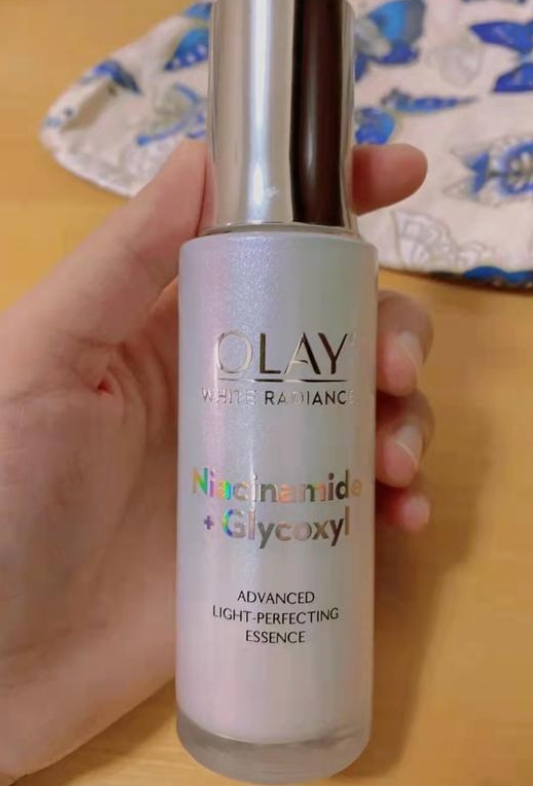 OLAY
WHITE RADIANCE
Niacinamide
+ Glycoxyl
ADVANCED
LIGHT-PERFECTING
ESSENCE